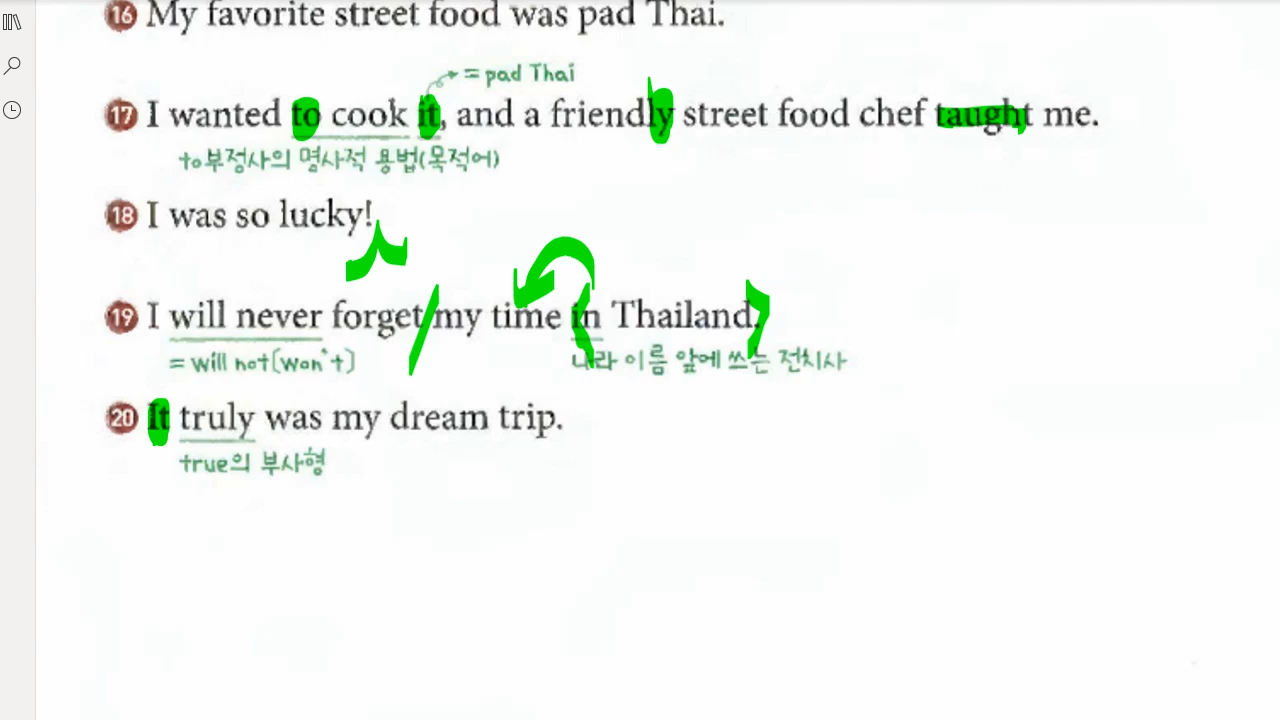 16 My favorite street food was pad Thai.
= pad Thai
17 I wanted to cook it, and a friendly street food chef taught me.
to부정사의 명사적 용법(목적어)
18 I was so lucky!
19 I will never forget my time in Thailand.
= will not(won't) 나라 이름 앞에 쓰는 전치사
20 It truly was my dream trip.
true의 부사형